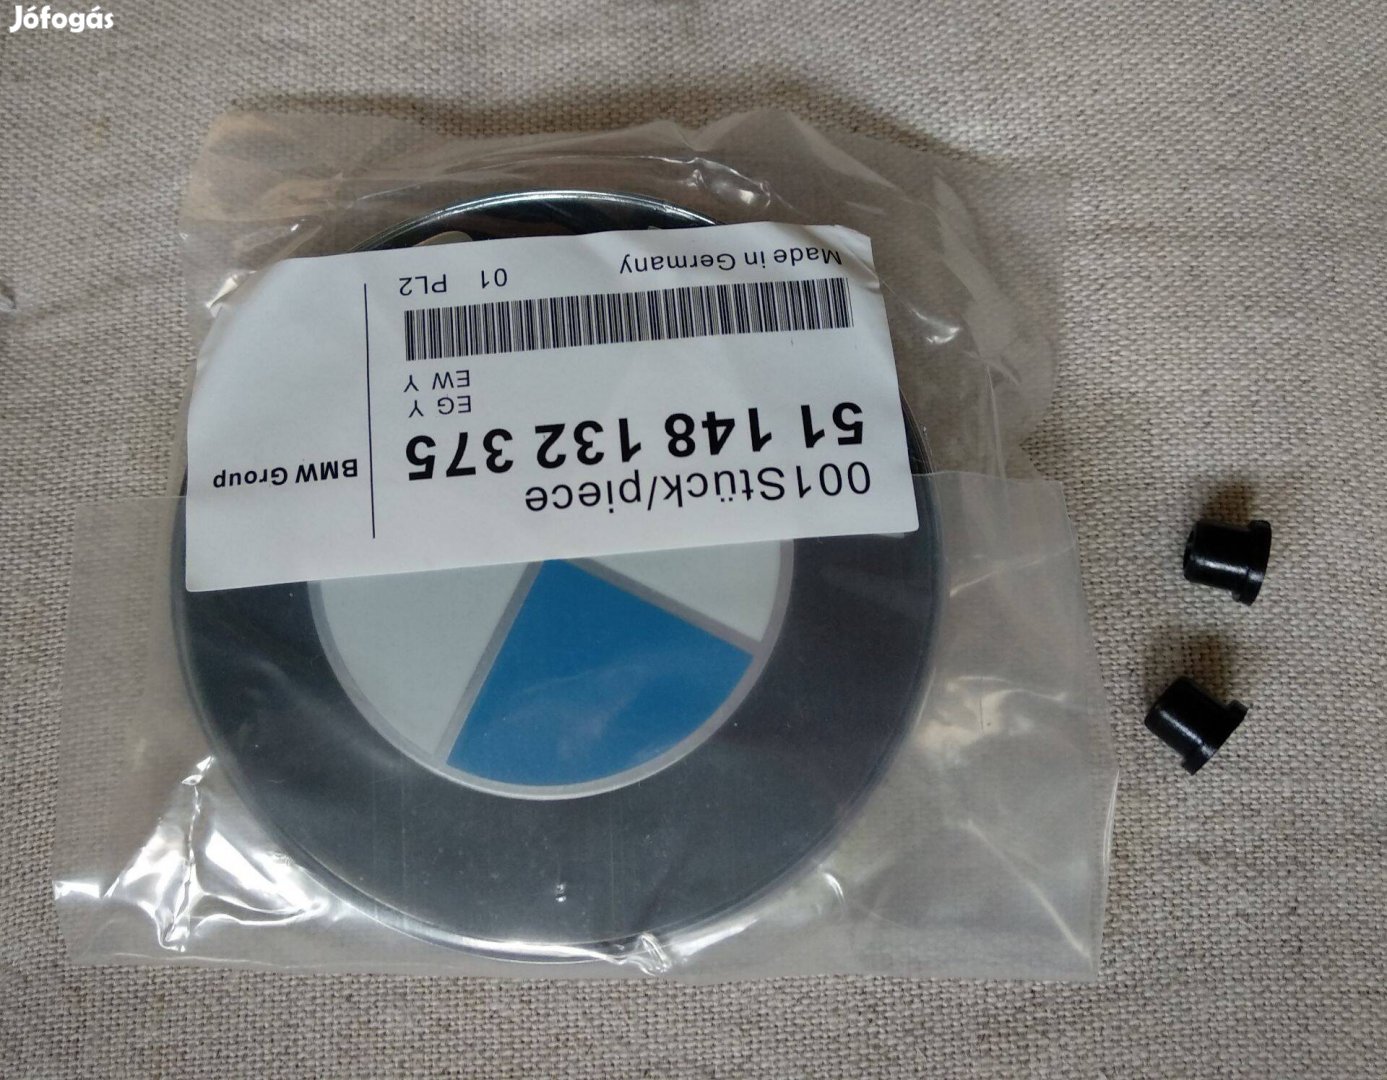 Jófogás
001Stück/piece
51 148 132 375
EG Y
EW Y
Made in Germany 01 PL2
BMW Group